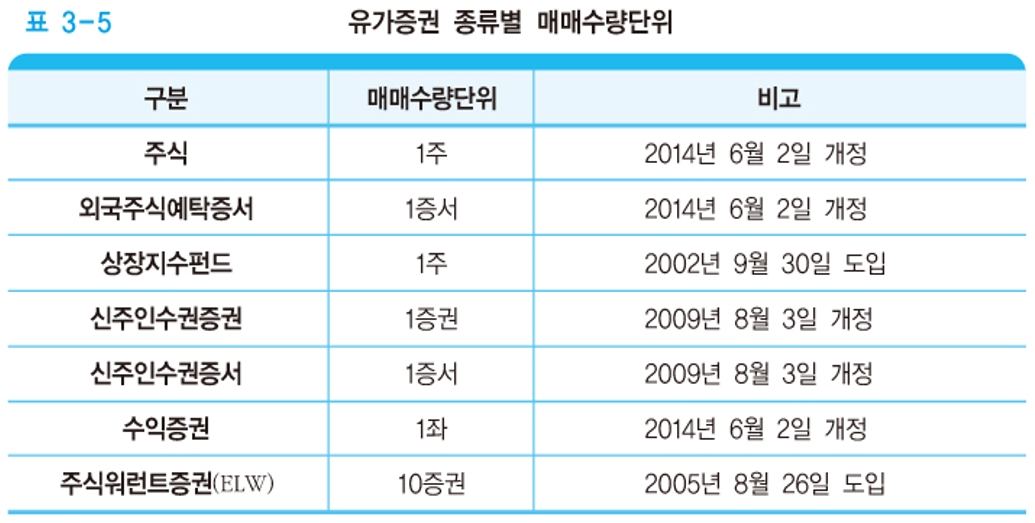 표 3-5 유가증권 종류별 매매수량단위
구분 매매수량단위 비고
주식 1주 2014년 6월 2일 개정
외국주식예탁증서 1증서 2014년 6월 2일 개정
상장지수펀드 1주 2002년 9월 30일 도입
신주인수권증권 1증권 2009년 8월 3일 개정
신주인수권증서 1증서 2009년 8월 3일 개정
수익증권 1좌 2014년 6월 2일 개정
주식워런트증권(ELW) 10증권 2005년 8월 26일 도입